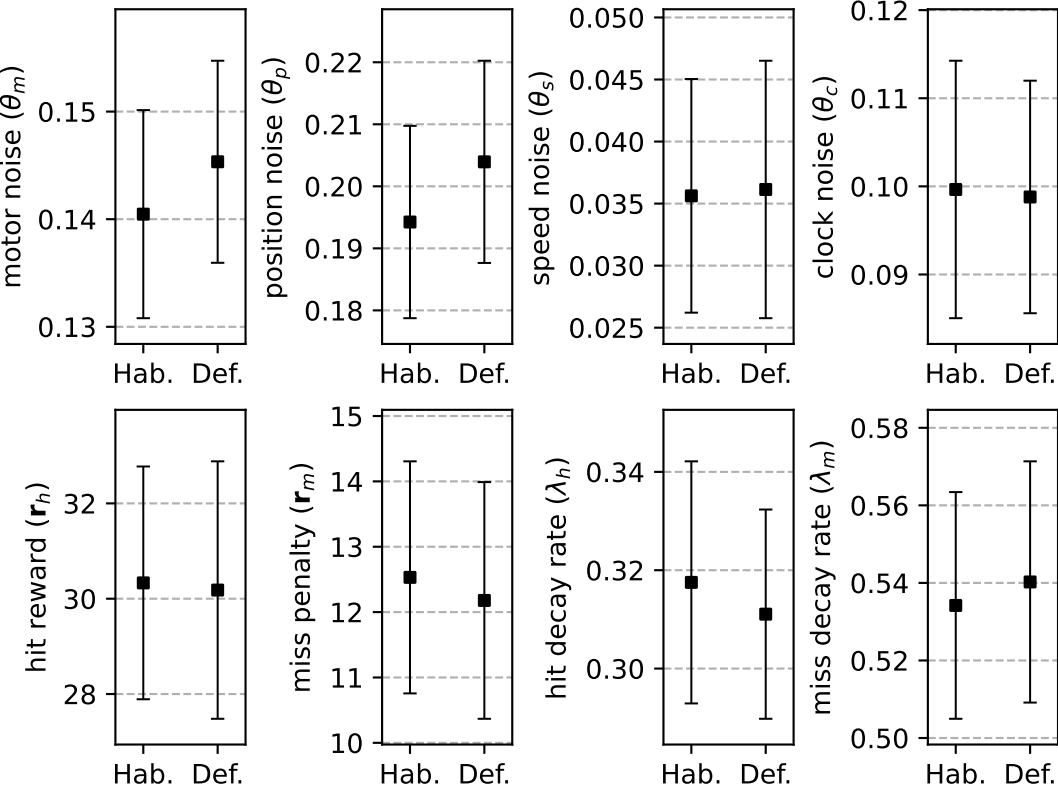 motor noise (θm)
0.15
0.14
0.13
Hab. Def.
position noise (θp)
0.22
0.21
0.20
0.19
0.18
Hab. Def.
speed noise (θs)
0.050
0.045
0.040
0.035
0.030
0.025
Hab. Def.
clock noise (θc)
0.12
0.11
0.10
0.09
Hab. Def.
hit reward (rh)
32
30
28
Hab. Def.
miss penalty (rm)
15
14
13
12
11
10
Hab. Def.
hit decay rate (λh)
0.34
0.32
0.30
Hab. Def.
miss decay rate (λm)
0.58
0.56
0.54
0.52
0.50
Hab. Def.